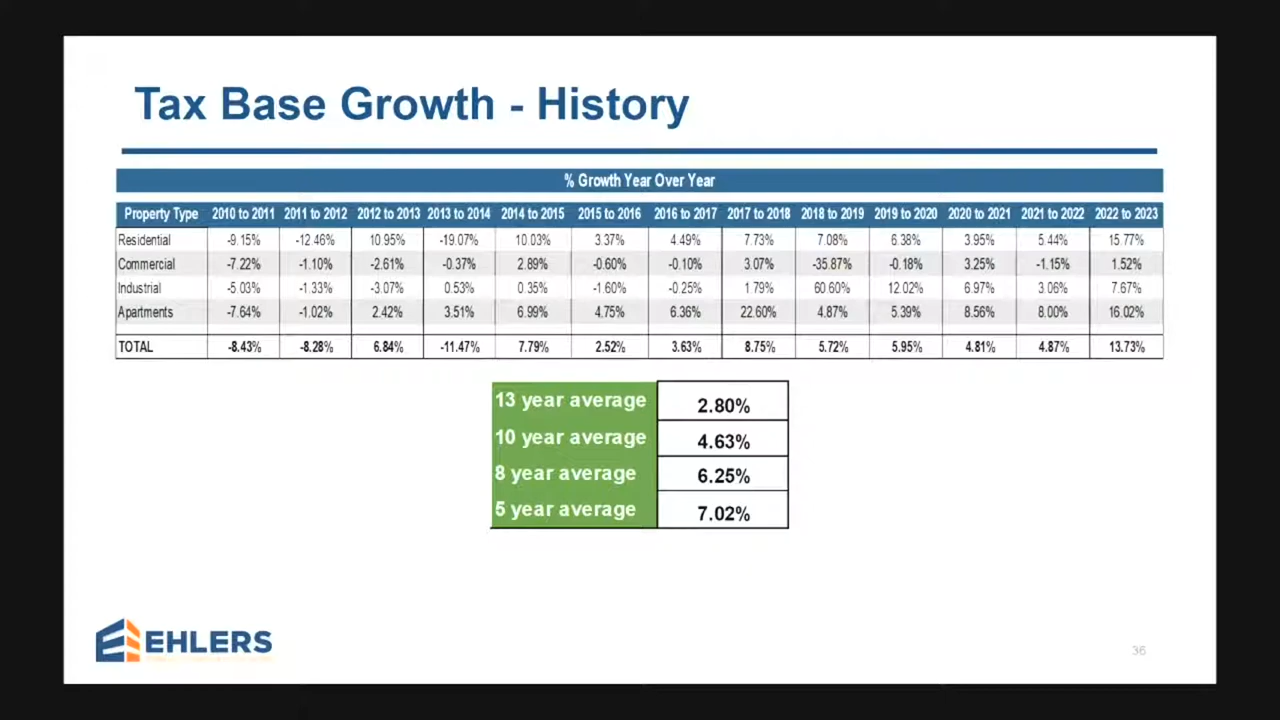 Tax Base Growth - History
% Growth Year Over Year
Property Type 2010 to 2011 2011 to 2012 2012 to 2013 2013 to 2014 2014 to 2015 2015 to 2016 2016 to 2017 2017 to 2018 2018 to 2019 2019 to 2020 2020 to 2021 2021 to 2022 2022 to 2023
Residential -9.15% -12.46% 10.95% -19.07% 10.03% 3.37% 4.49% 7.73% 7.08% 6.38% 3.95% 5.44% 15.77%
Commercial -7.22% -1.10% -2.61% -0.37% 2.89% -0.60% -0.10% 3.07% -35.87% -0.18% 3.25% -1.15% 1.52%
Industrial -5.03% -1.33% -3.07% 0.53% 0.35% -1.60% -0.25% 1.79% 60.60% 12.02% 6.97% 3.06% 7.67%
Apartments -7.64% -1.02% 2.42% 3.51% 6.99% 4.75% 6.36% 22.60% 4.87% 5.39% 8.56% 8.00% 16.02%
TOTAL -8.43% -8.28% 6.84% -11.47% 7.79% 2.52% 3.63% 8.75% 5.72% 5.95% 4.81% 4.87% 13.73%
13 year average 2.80%
10 year average 4.63%
8 year average 6.25%
5 year average 7.02%
EHLERS
36